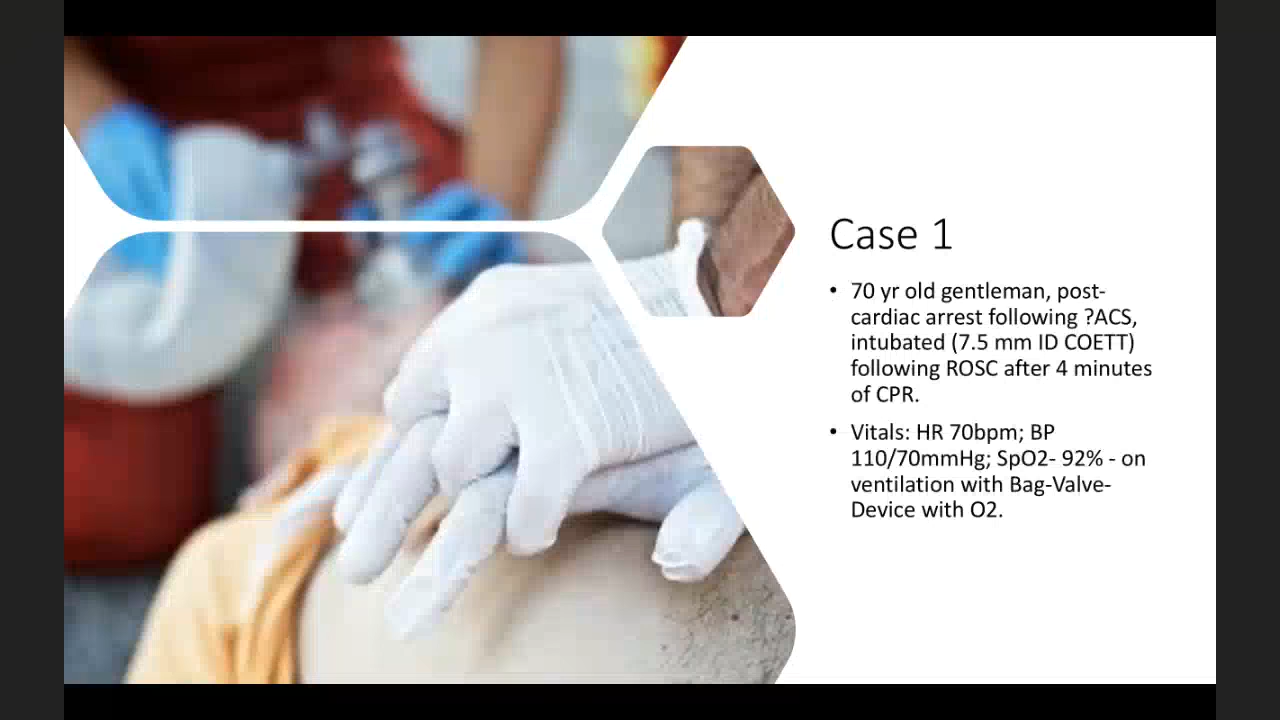 Case 1
• 70 yr old gentleman, post-
cardiac arrest following ?ACS,
intubated (7.5 mm ID COETT)
following ROSC after 4 minutes
of CPR.
• Vitals: HR 70bpm; BP
110/70mmHg; SpO2- 92% - on
ventilation with Bag-Valve-
Device with O2.